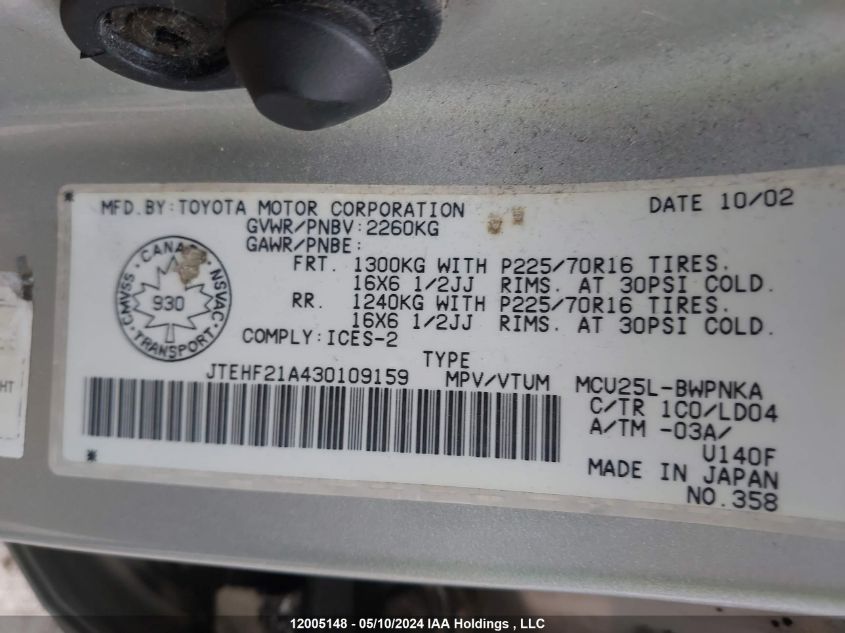 MFD.BY:TOYOTA MOTOR CORPORATION DATE 10/02
GVWR/PNBV:2260KG
GAWR/PNBE:
FRT. 1300KG WITH P225/70R16 TIRES.
16X6 1/2JJ RIMS. AT 30PSI COLD.
RR. 1240KG WITH P225/70R16 TIRES.
16X6 1/2JJ RIMS. AT 30PSI COLD.
CANADA
CMVSS 930 NSVAC
TRANSPORT
COMPLY:ICES-2
TYPE
JTEHF21A430109159 MPV/VTUM MCU25L-BWPNKA
C/TR 1C0/LD04
A/TM -03A/
U140F
MADE IN JAPAN
NO.358
HT
12005148 - 05/10/2024 IAA Holdings , LLC